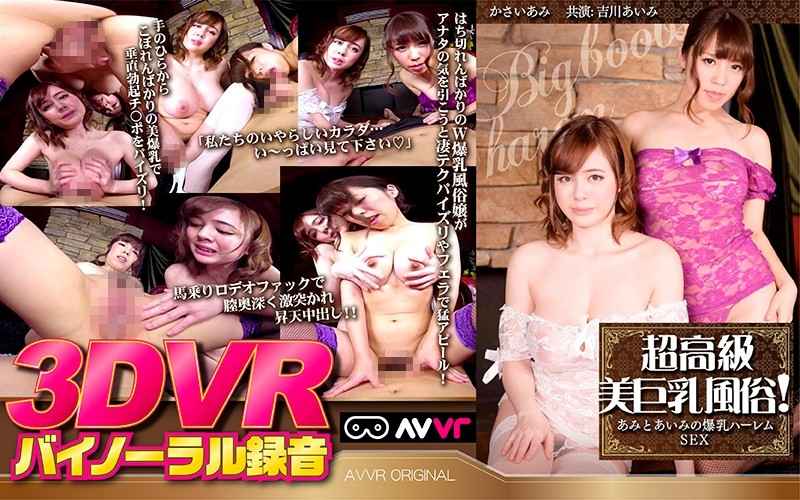 手のひらから
こぼれんばかりの美爆乳で
垂直勃起チ○ポをパイズリ!
「私たちのいやらしいカラダ…
い~っぱい見て下さい♡」
はち切れんばかりのW爆乳風俗嬢が
アナタの気を引こうと凄テクパイズリやフェラで猛アピール!
馬乗りロデオファックで
膣奥深く激突かれ
昇天中出し!!
3DVR
バイノーラル録音
AVVR
AVVR ORIGINAL
かさいあみ 共演:吉川あいみ
Bigboobs
harem
超高級
美巨乳風俗!
あみとあいみの爆乳ハーレム
SEX